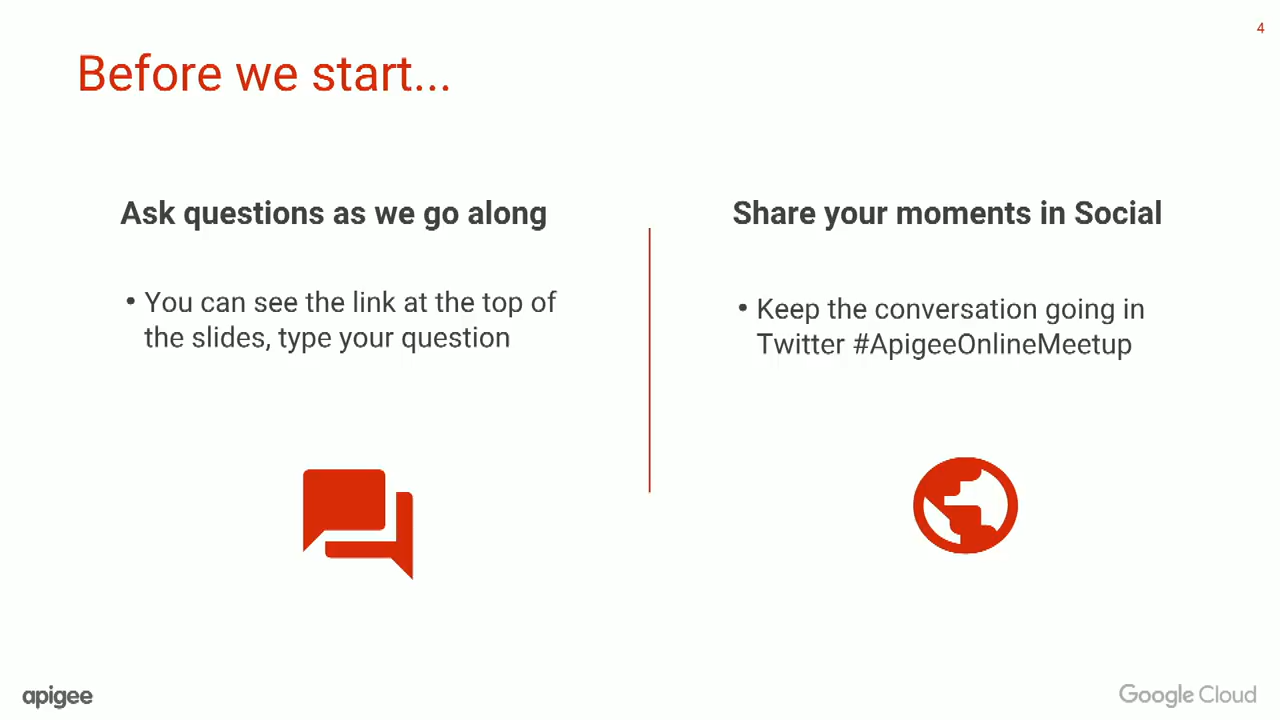 4
Before we start...
Ask questions as we go along
• You can see the link at the top of
the slides, type your question
Share your moments in Social
• Keep the conversation going in
Twitter #ApigeeOnlineMeetup
apigee
Google Cloud